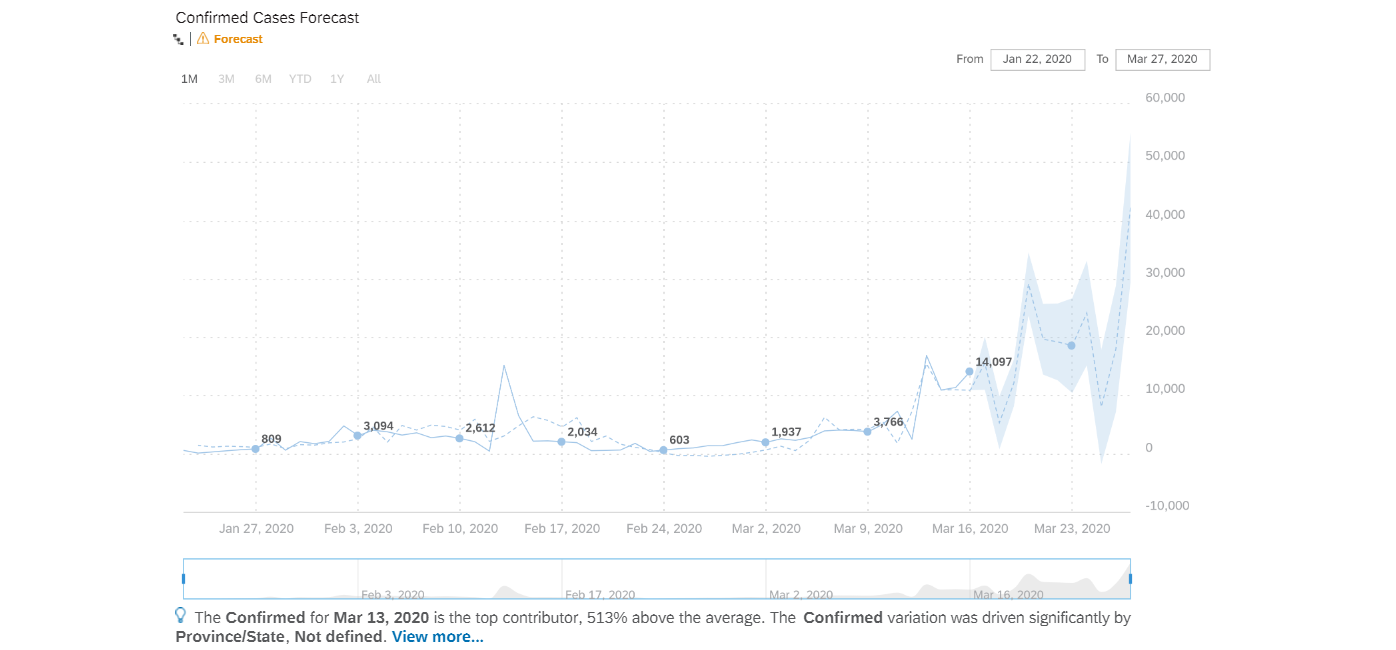 Confirmed Cases Forecast
Forecast
From Jan 22, 2020 To Mar 27, 2020
1M 3M 6M YTD 1Y All
60,000
50,000
40,000
30,000
20,000
10,000
0
-10,000
809 3,094 2,612 2,034 603 1,937 3,766 14,097
Jan 27, 2020 Feb 3, 2020 Feb 10, 2020 Feb 17, 2020 Feb 24, 2020 Mar 2, 2020 Mar 9, 2020 Mar 16, 2020 Mar 23, 2020
Feb 3, 2020 Feb 17, 2020 Mar 2, 2020 Mar 16, 2020
The Confirmed for Mar 13, 2020 is the top contributor, 513% above the average. The Confirmed variation was driven significantly by
Province/State, Not defined. View more...